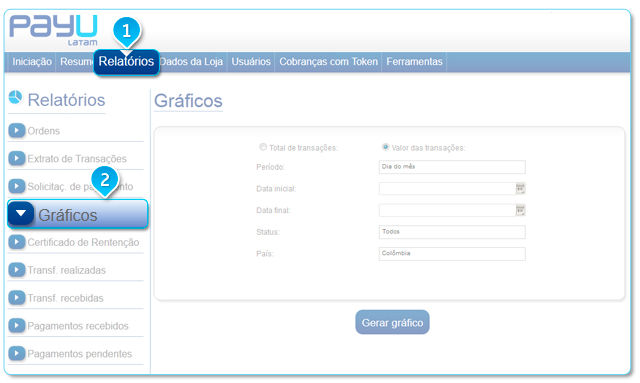 payU
LATAM
1
Iniciação Resum Relatórios Dados da Loja Usuários Cobranças com Token Ferramentas
Relatórios
Ordens
Extrato de Transações
Solicitaç. de pa nto
2
Gráficos
Certificado de Rentenção
Transf. realizadas
Transf. recebidas
Pagamentos recebidos
Pagamentos pendentes
Gráficos
Total de transações: Valor das transações:
Período: Dia do mês
Data inicial:
Data final:
Status: Todos
País: Colômbia
Gerar gráfico